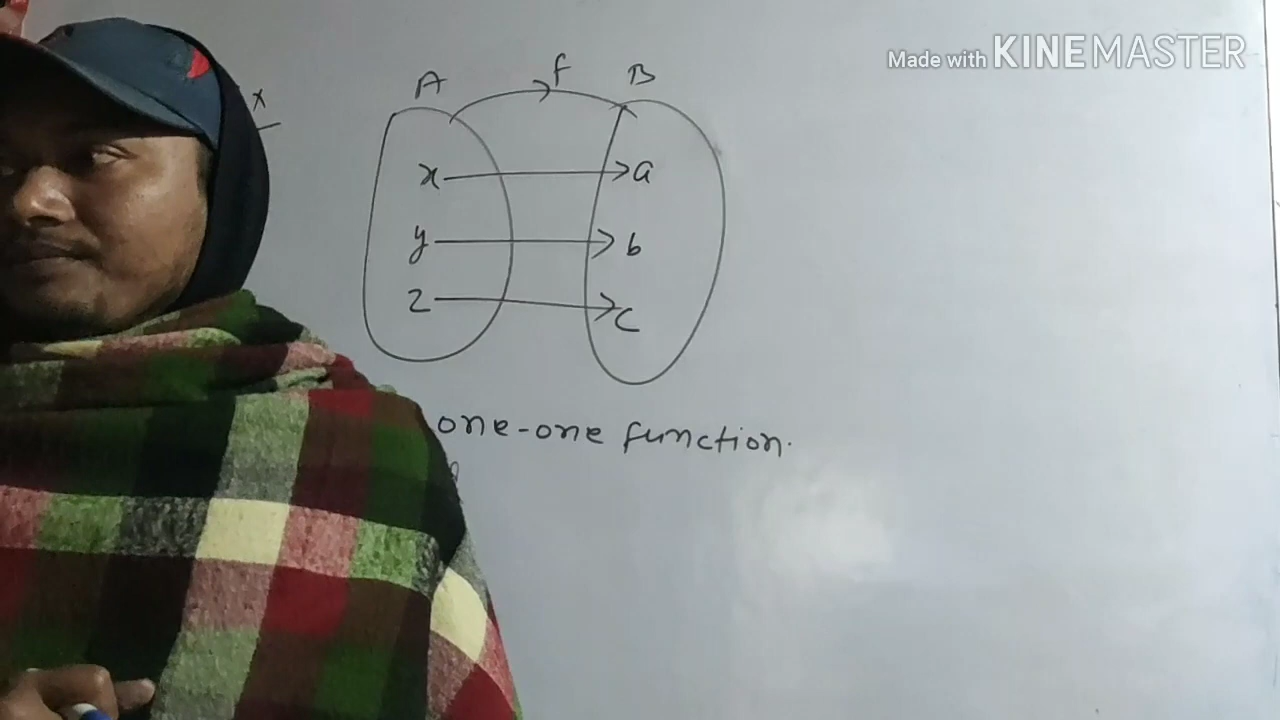 Made with KINEMASTER
A f B
x
x a
y b
z c
one-one function.